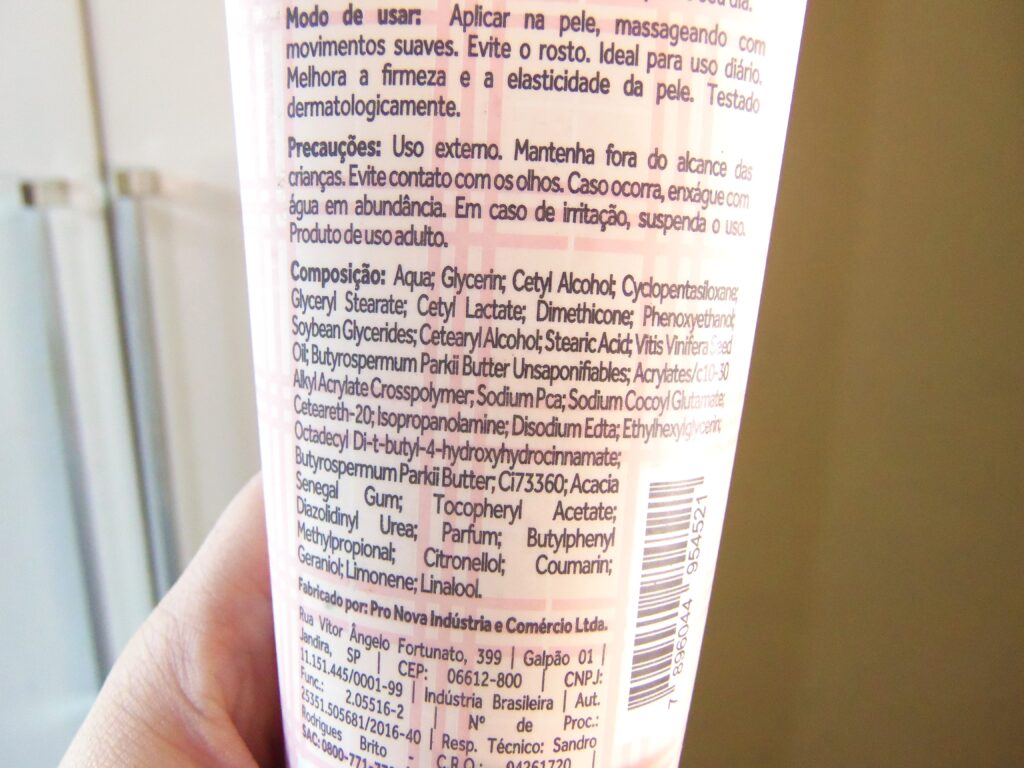 seu dia.
Modo de usar: Aplicar na pele, massageando com
movimentos suaves. Evite o rosto. Ideal para uso diário.
Melhora a firmeza e a elasticidade da pele. Testado
dermatologicamente.
Precauções: Uso externo. Mantenha fora do alcance das
crianças. Evite contato com os olhos. Caso ocorra, enxágue com
água em abundância. Em caso de irritação, suspenda o uso.
Produto de uso adulto.
Composição: Aqua; Glycerin; Cetyl Alcohol; Cyclopentasiloxane;
Glyceryl Stearate; Cetyl Lactate; Dimethicone; Phenoxyethanol;
Soybean Glycerides; Cetearyl Alcohol; Stearic Acid; Vitis Vinifera Seed
Oil; Butyrospermum Parkii Butter Unsaponifiables; Acrylates/c10-30
Alkyl Acrylate Crosspolymer; Sodium Pca; Sodium Cocoyl Glutamate;
Ceteareth-20; Isopropanolamine; Disodium Edta; Ethylhexylglycerin;
Octadecyl Di-t-butyl-4-hydroxyhydrocinnamate;
Butyrospermum Parkii Butter; Ci73360; Acacia
Senegal Gum; Tocopheryl Acetate;
Diazolidinyl Urea; Parfum; Butylphenyl
Methylpropional; Citronellol; Coumarin;
Geraniol; Limonene; Linalool.
Fabricado por: Pro Nova Indústria e Comércio Ltda.
Rua Vitor Ângelo Fortunato, 399 | Galpão 01 |
Jandira, SP | CEP: 06612-800 | CNPJ:
11.151.445/0001-99 | Indústria Brasileira | Aut.
Func.: 2.05516-2 | Nº de Proc.:
25351.505681/2016-40 | Resp. Técnico: Sandro
Rodrigues Brito - C.R.Q.: 04261720 |
SAC: 0800-771-
7 896044 954521